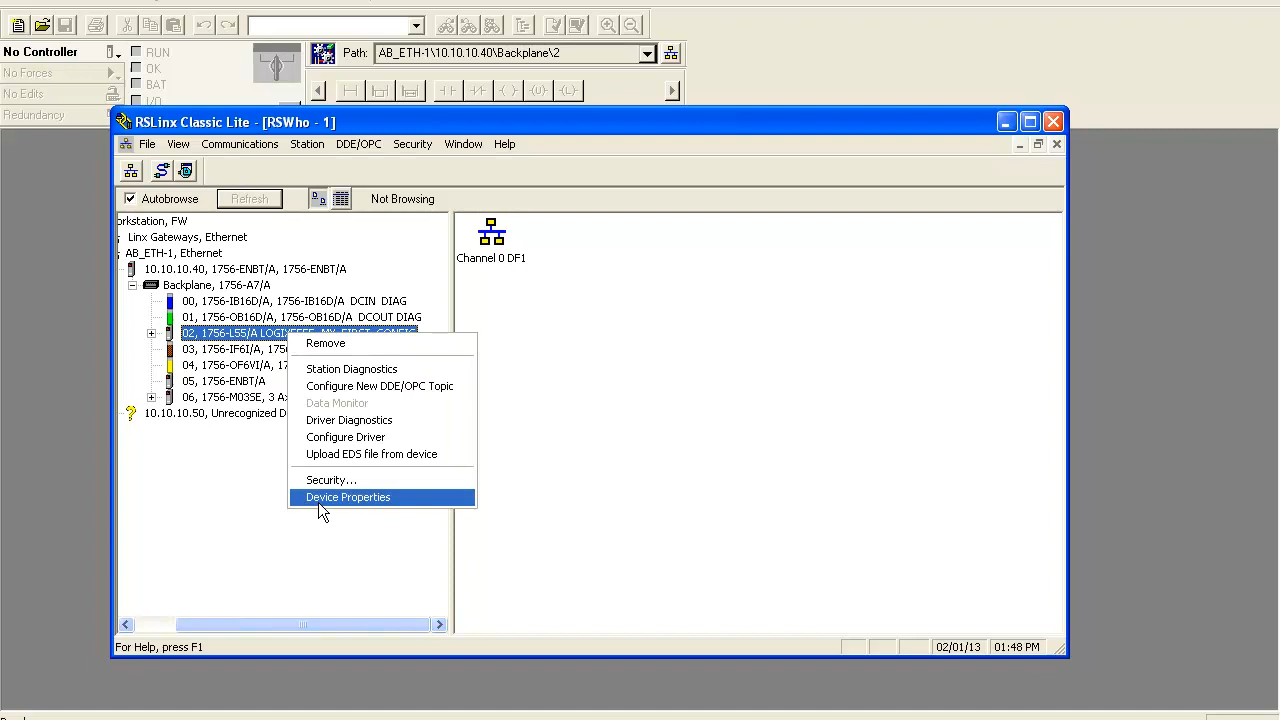 No Controller
RUN
No Forces
OK
No Edits
BAT
I/O
Redundancy
Path: AB_ETH-1\10.10.10.40\Backplane\2
RSLinx Classic Lite - [RSWho - 1]
File View Communications Station DDE/OPC Security Window Help
Autobrowse Refresh Not Browsing
orkstation, FW
Linx Gateways, Ethernet
AB_ETH-1, Ethernet
10.10.10.40, 1756-ENBT/A, 1756-ENBT/A
Backplane, 1756-A7/A
00, 1756-IB16D/A, 1756-IB16D/A DCIN DIAG
01, 1756-OB16D/A, 1756-OB16D/A DCOUT DIAG
02, 1756-L55/A
03, 1756-IF6I/A,
04, 1756-OF6VI/A,
05, 1756-ENBT/A
06, 1756-M03SE, 3
10.10.10.50, Unrecognized
Remove
Station Diagnostics
Configure New DDE/OPC Topic
Data Monitor
Driver Diagnostics
Configure Driver
Upload EDS file from device
Security...
Device Properties
Channel 0 DF1
For Help, press F1
02/01/13 01:48 PM